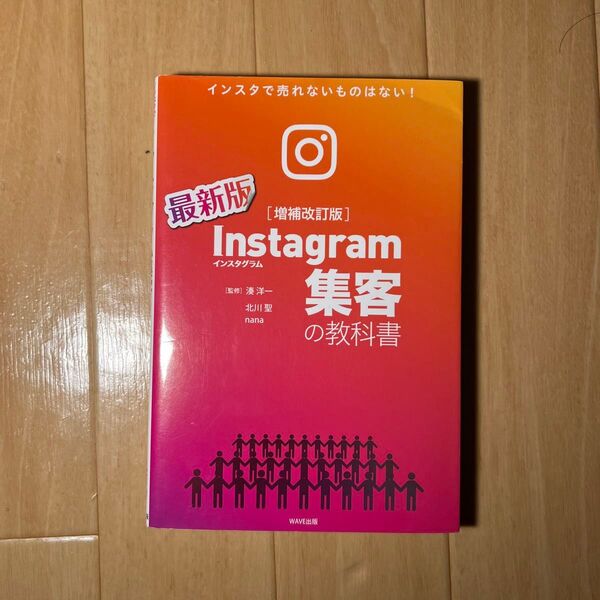 インスタで売れないものはない!
最新版
[増補改訂版]
Instagram
インスタグラム
集客
の教科書
[監修] 湊 洋一
北川 聖
nana
WAVE出版